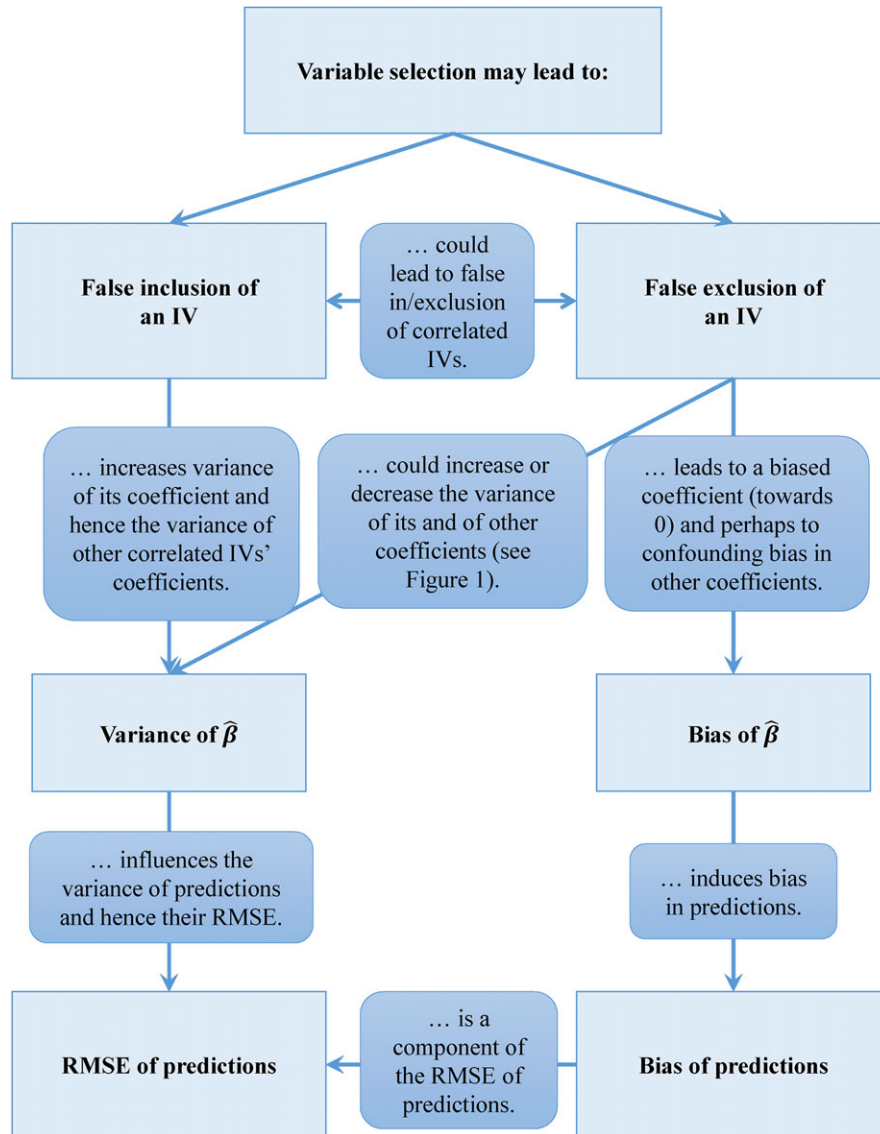 Variable selection may lead to:
False inclusion of
an IV
… could
lead to false
in/exclusion
of correlated
IVs.
False exclusion of
an IV
… increases variance
of its coefficient and
hence the variance of
other correlated IVs’
coefficients.
… could increase or
decrease the variance
of its and of other
coefficients (see
Figure 1).
… leads to a biased
coefficient (towards
0) and perhaps to
confounding bias in
other coefficients.
Variance of β̂
Bias of β̂
… influences the
variance of predictions
and hence their RMSE.
… induces bias
in predictions.
RMSE of predictions
… is a
component of
the RMSE of
predictions.
Bias of predictions